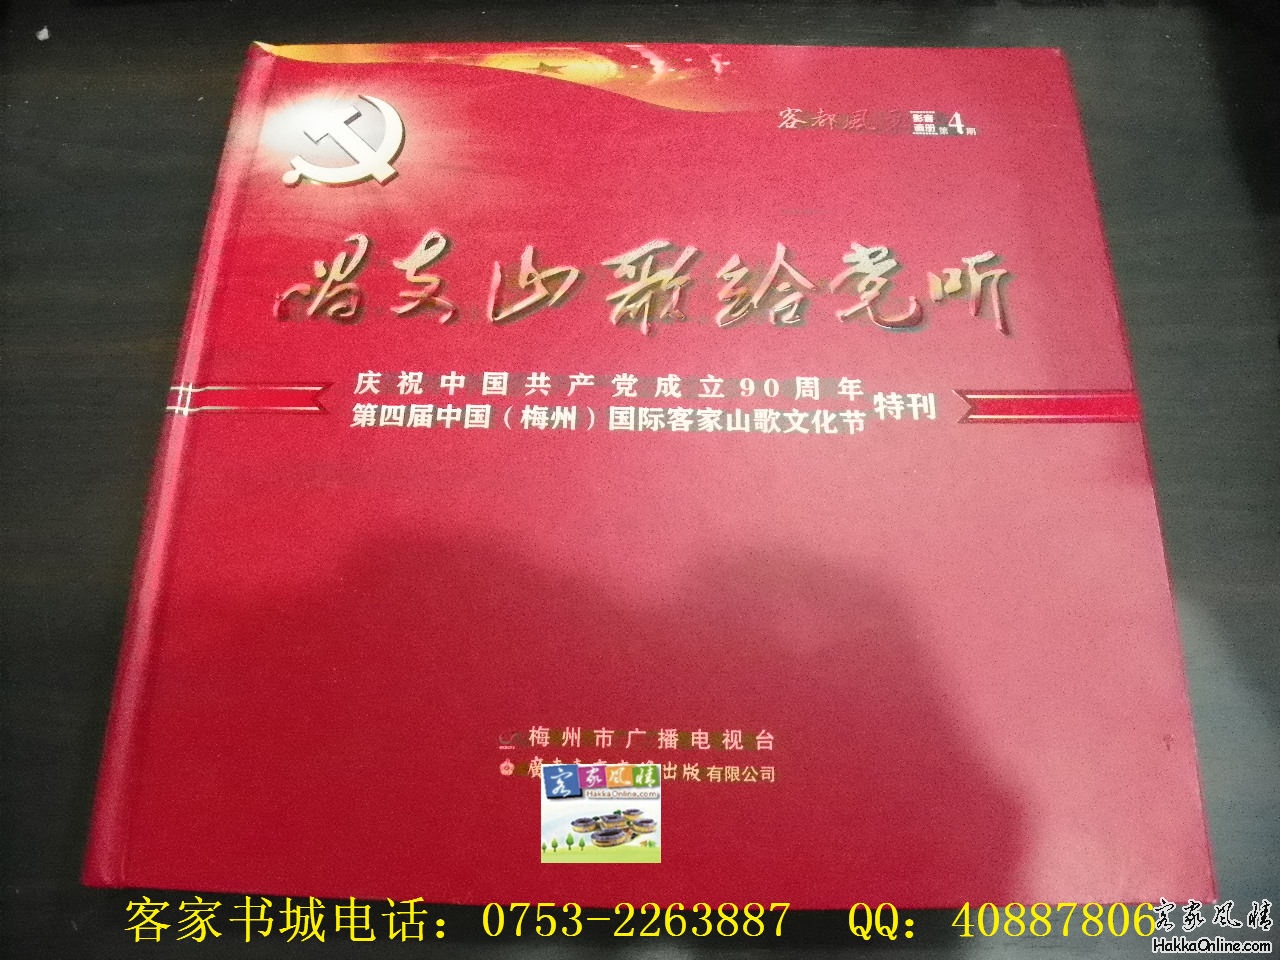 客都風
影音
画册 第4期
唱支山歌给党听
庆祝中国共产党成立90周年
第四届中国（梅州）国际客家山歌文化节 特刊
梅州市广播电视台
出版有限公司
客家风情
HakkaOnline.com
客家书城电话：0753-2263887 QQ：40887806
客家风情
HakkaOnline.com